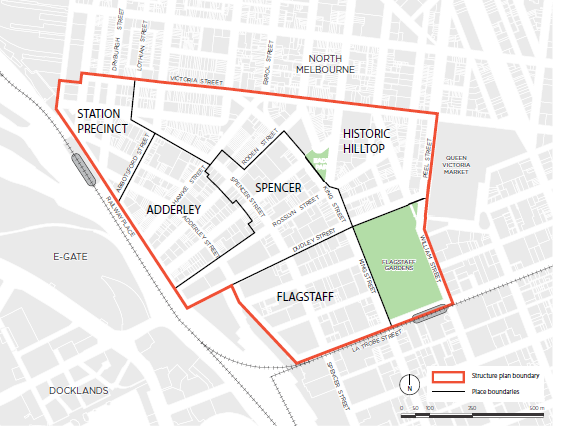 DRYBURGH STREET
LOTHIAN STREET
ERROL STREET
NORTH
MELBOURNE
VICTORIA STREET
STATION
PRECINCT
HISTORIC
HILLTOP
PEEL STREET
QUEEN
VICTORIA
MARKET
ABBOTSFORD STREET
RODEN STREET
HAWKE STREET
SPENCER
SPENCER STREET
KING STREET
ROSSLYN STREET
RAILWAY PLACE
ADDERLEY
ADDERLEY STREET
DUDLEY STREET
WILLIAM STREET
E-GATE
FLAGSTAFF
GARDENS
KING STREET
FLAGSTAFF
LA TROBE STREET
SPENCER STREET
DOCKLANDS
N
Structure plan boundary
Place boundaries
0 50 100 250 500 m